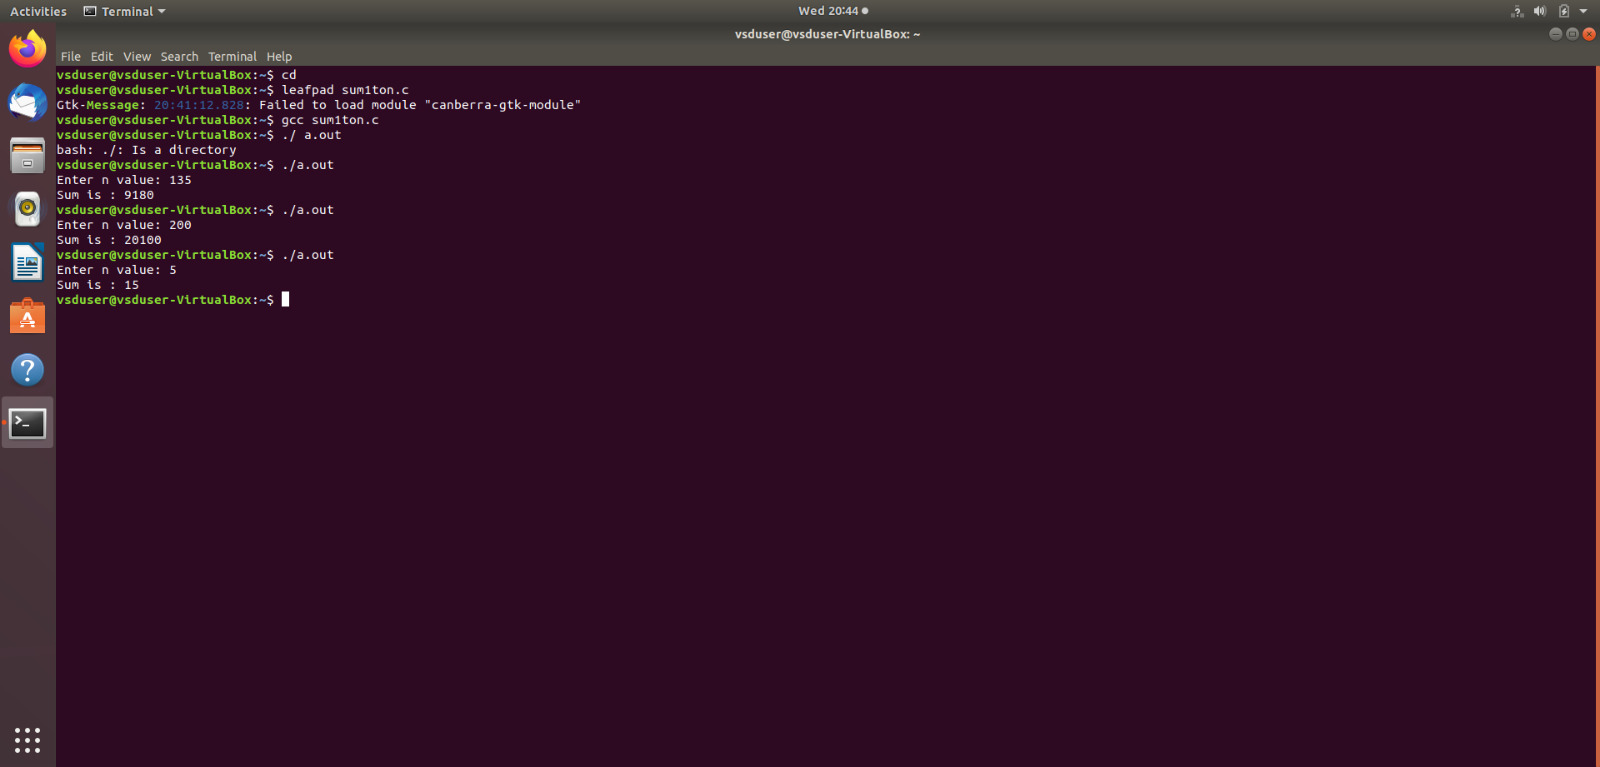 Activities Terminal Wed 20:44
vsduser@vsduser-VirtualBox: ~
File Edit View Search Terminal Help
vsduser@vsduser-VirtualBox:~$ cd
vsduser@vsduser-VirtualBox:~$ leafpad sum1ton.c
Gtk-Message: 20:41:12.828: Failed to load module "canberra-gtk-module"
vsduser@vsduser-VirtualBox:~$ gcc sum1ton.c
vsduser@vsduser-VirtualBox:~$ ./ a.out
bash: ./: Is a directory
vsduser@vsduser-VirtualBox:~$ ./a.out
Enter n value: 135
Sum is : 9180
vsduser@vsduser-VirtualBox:~$ ./a.out
Enter n value: 200
Sum is : 20100
vsduser@vsduser-VirtualBox:~$ ./a.out
Enter n value: 5
Sum is : 15
vsduser@vsduser-VirtualBox:~$